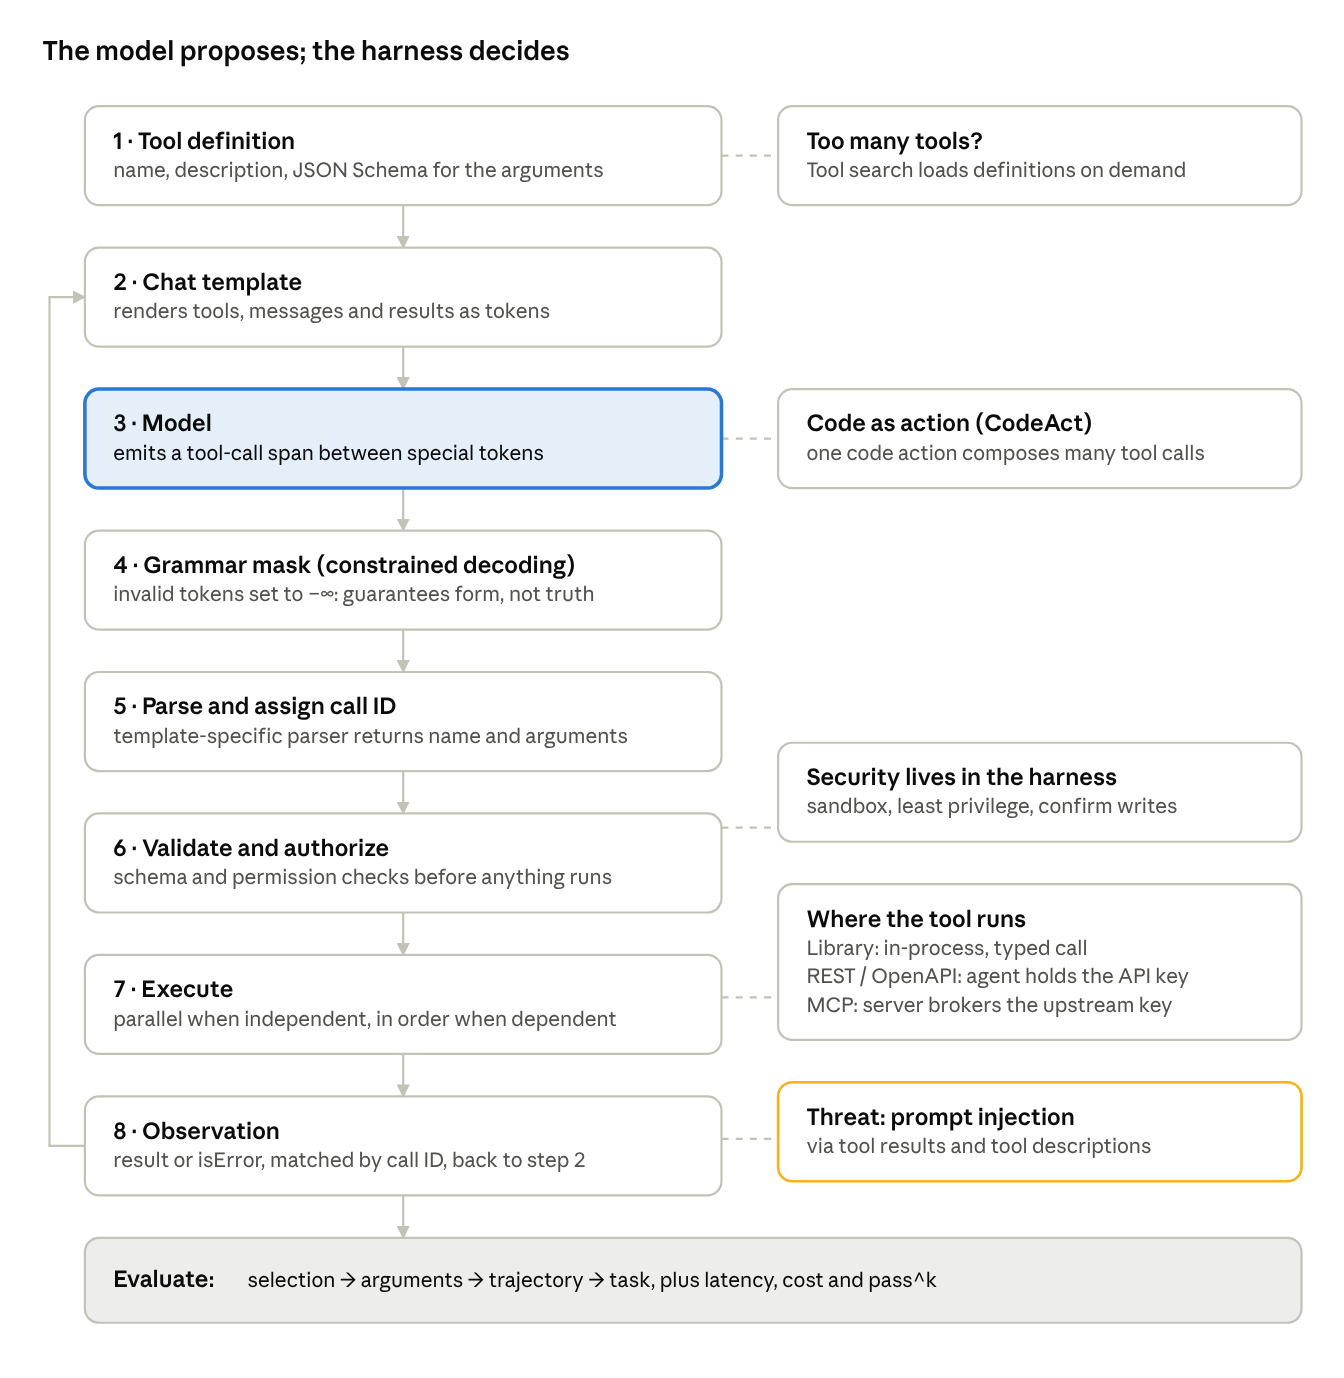 The model proposes; the harness decides
1 · Tool definition
name, description, JSON Schema for the arguments
Too many tools?
Tool search loads definitions on demand
2 · Chat template
renders tools, messages and results as tokens
3 · Model
emits a tool-call span between special tokens
Code as action (CodeAct)
one code action composes many tool calls
4 · Grammar mask (constrained decoding)
invalid tokens set to −∞: guarantees form, not truth
5 · Parse and assign call ID
template-specific parser returns name and arguments
Security lives in the harness
sandbox, least privilege, confirm writes
6 · Validate and authorize
schema and permission checks before anything runs
Where the tool runs
Library: in-process, typed call
REST / OpenAPI: agent holds the API key
MCP: server brokers the upstream key
7 · Execute
parallel when independent, in order when dependent
8 · Observation
result or isError, matched by call ID, back to step 2
Threat: prompt injection
via tool results and tool descriptions
Evaluate: selection → arguments → trajectory → task, plus latency, cost and pass^k